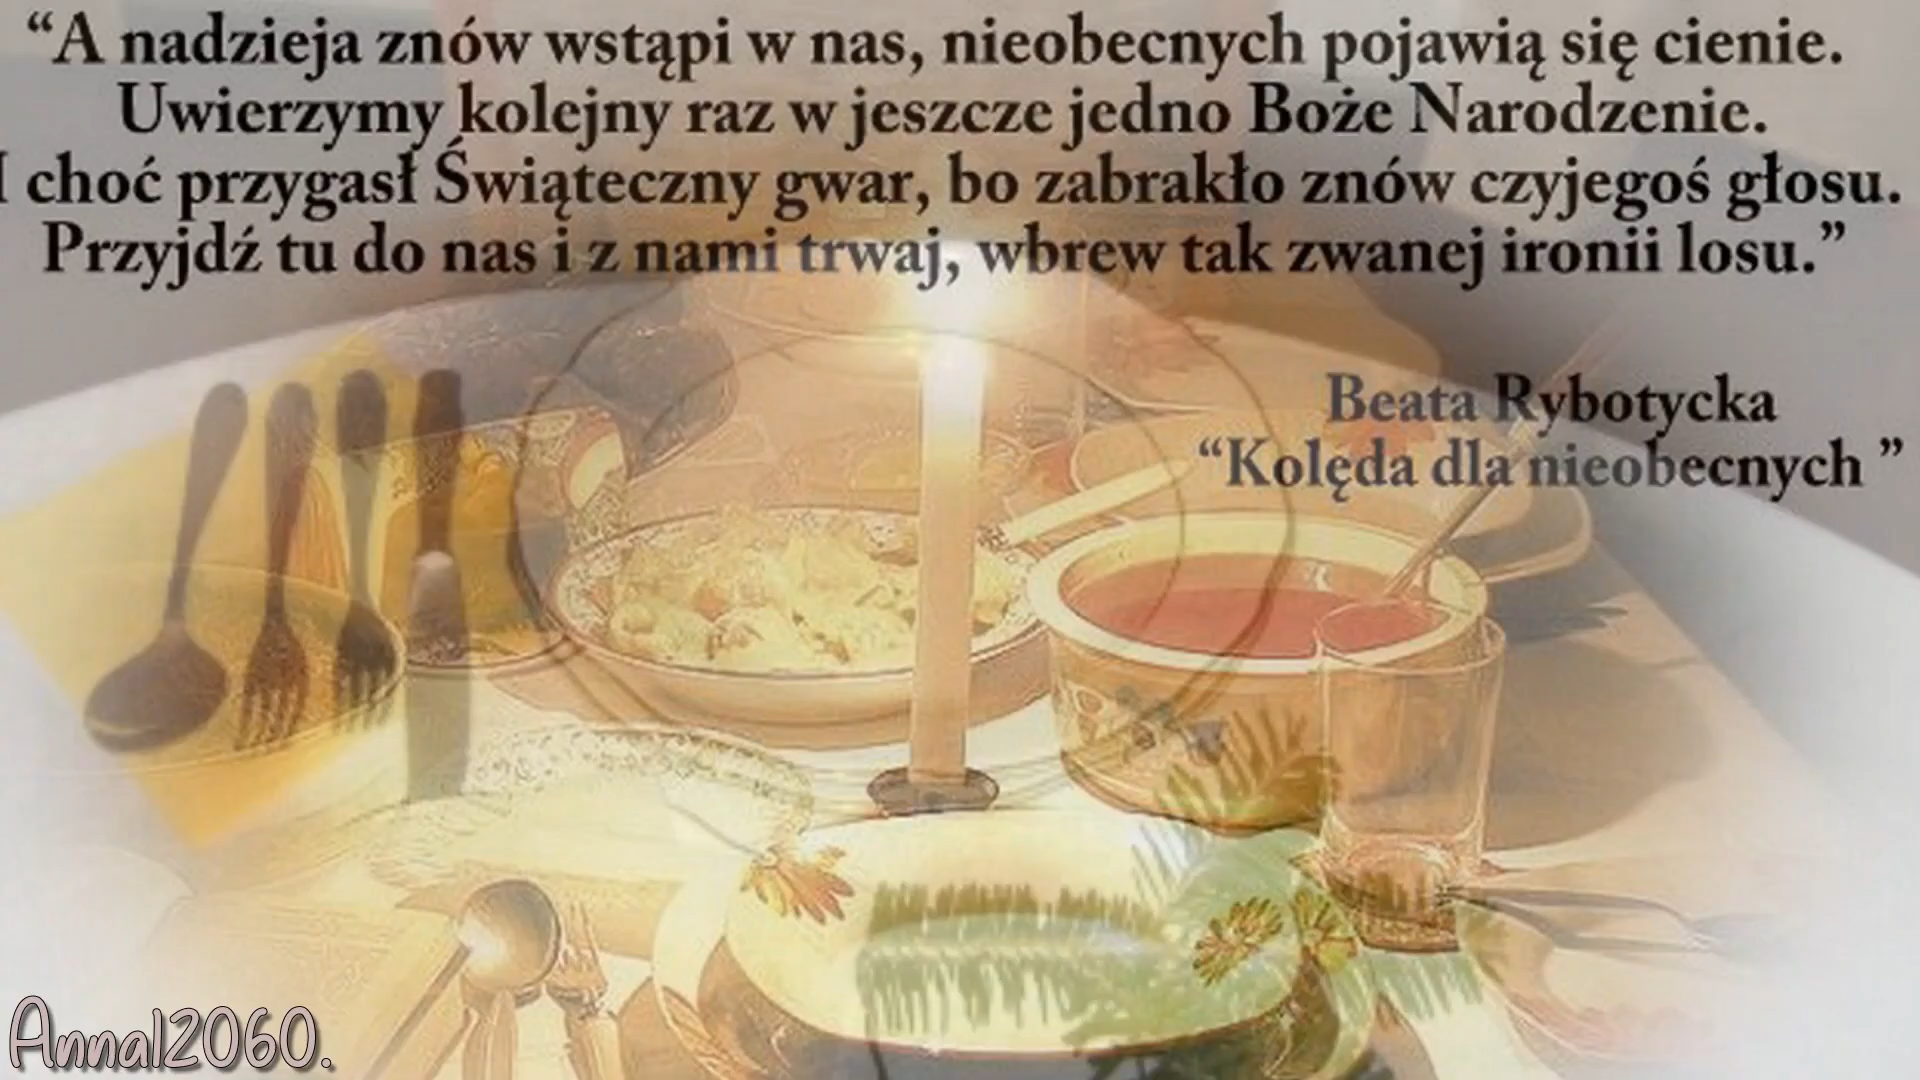 “A nadzieja znów wstąpi w nas, nieobecnych pojawią się cienie.
Uwierzymy kolejny raz w jeszcze jedno Boże Narodzenie.
I choć przygasł Świąteczny gwar, bo zabrakło znów czyjegoś głosu.
Przyjdź tu do nas i z nami trwaj, wbrew tak zwanej ironii losu.”
Beata Rybotycka
“Kolęda dla nieobecnych ”
Anna12060.